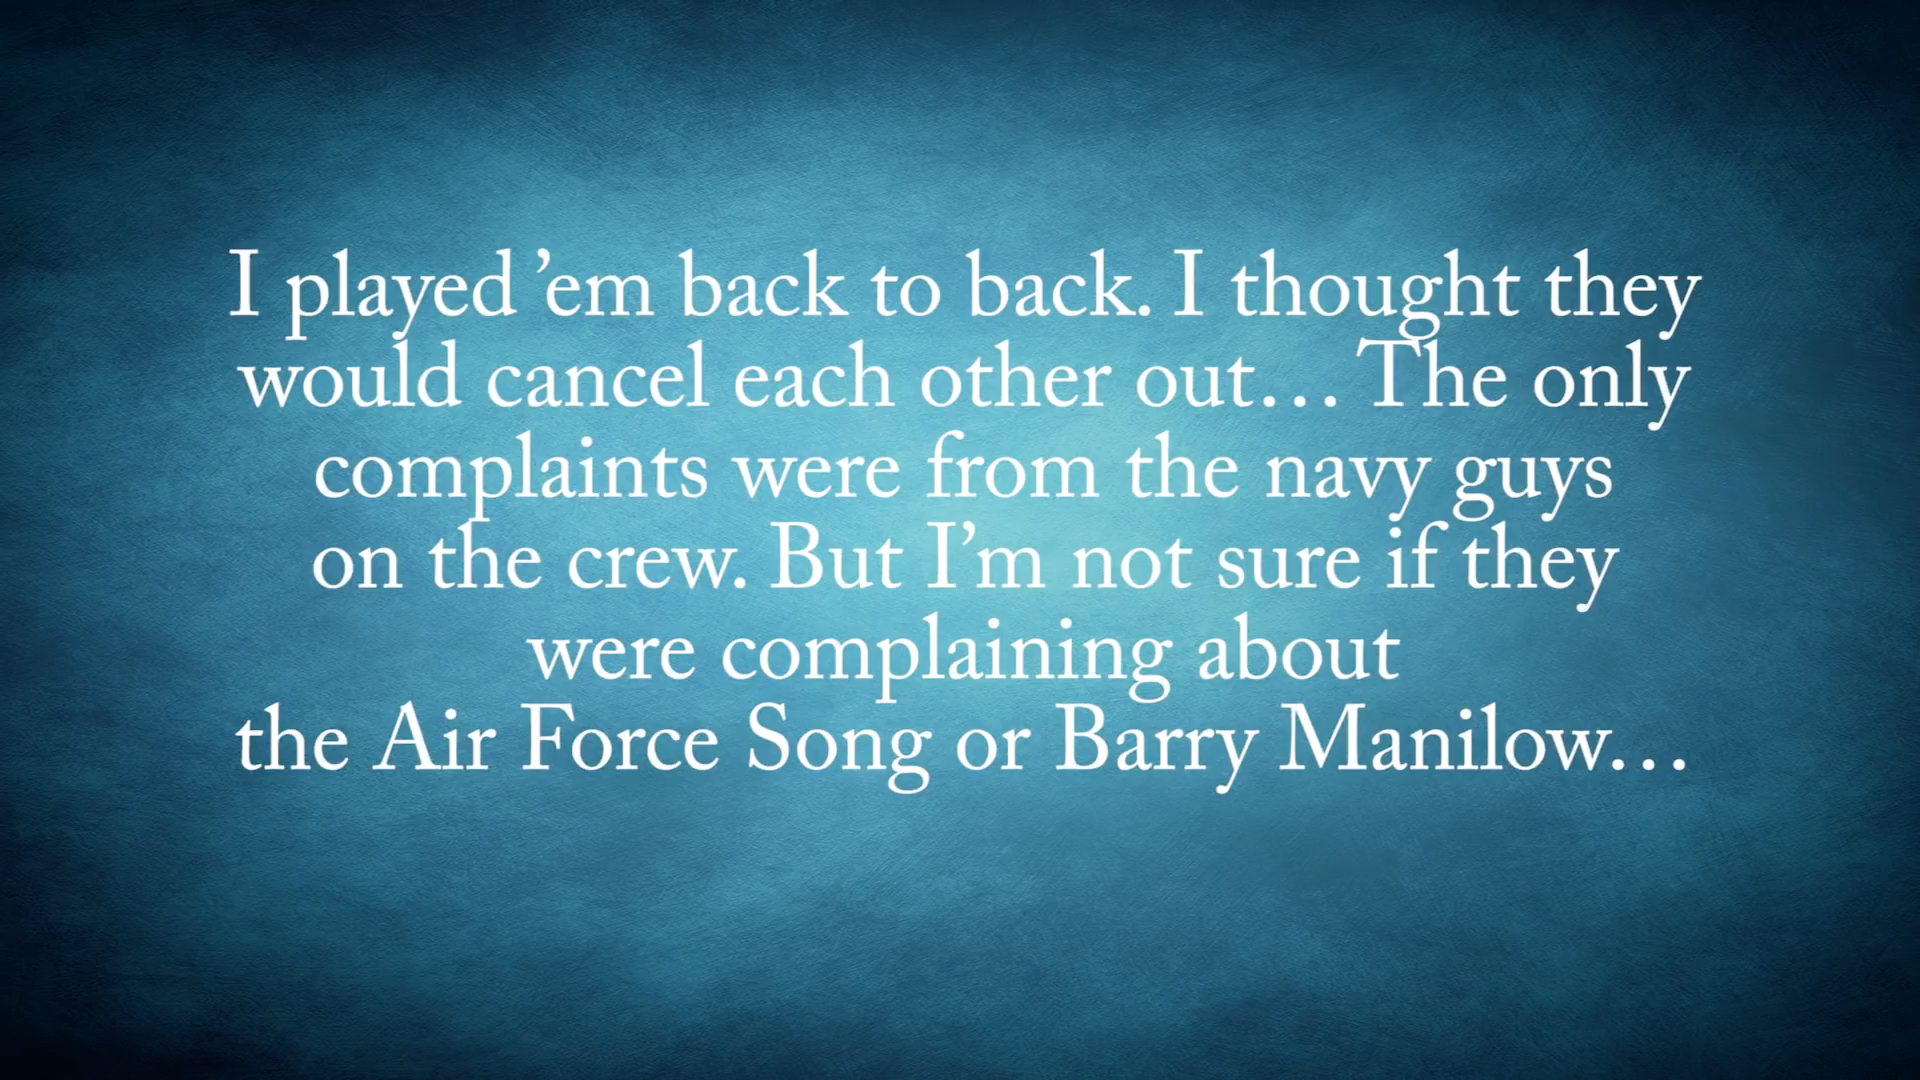 I played ’em back to back. I thought they
would cancel each other out… The only
complaints were from the navy guys
on the crew. But I’m not sure if they
were complaining about
the Air Force Song or Barry Manilow…